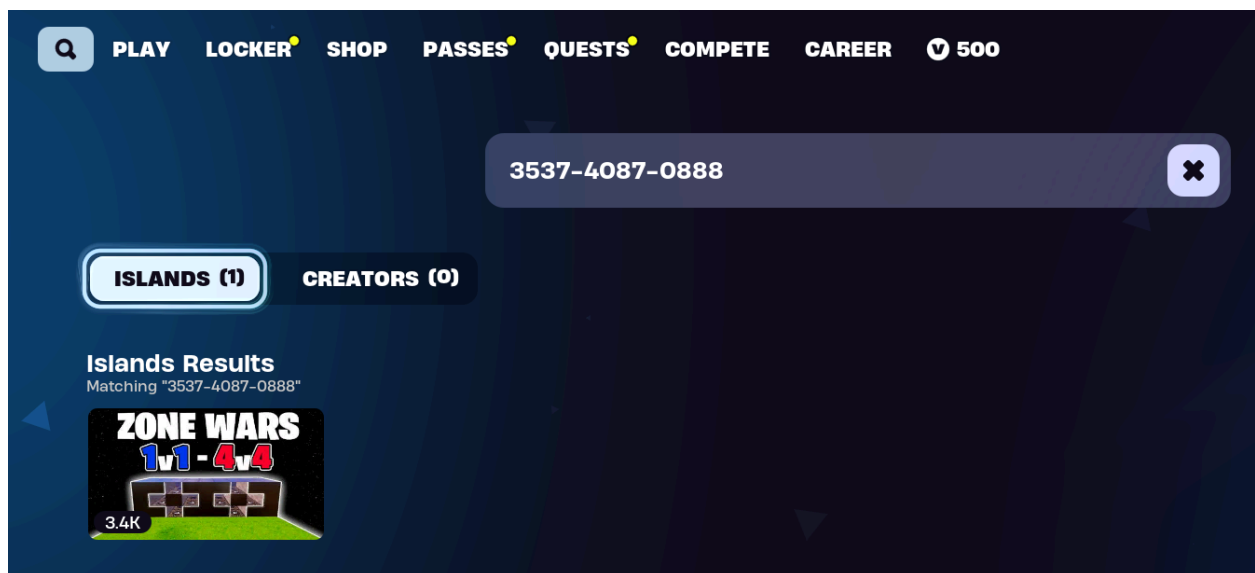 PLAY LOCKER SHOP PASSES QUESTS COMPETE CAREER V 500
3537-4087-0888
ISLANDS (1) CREATORS (0)
Islands Results
Matching "3537-4087-0888"
ZONE WARS
1v1 - 4v4
3.4K